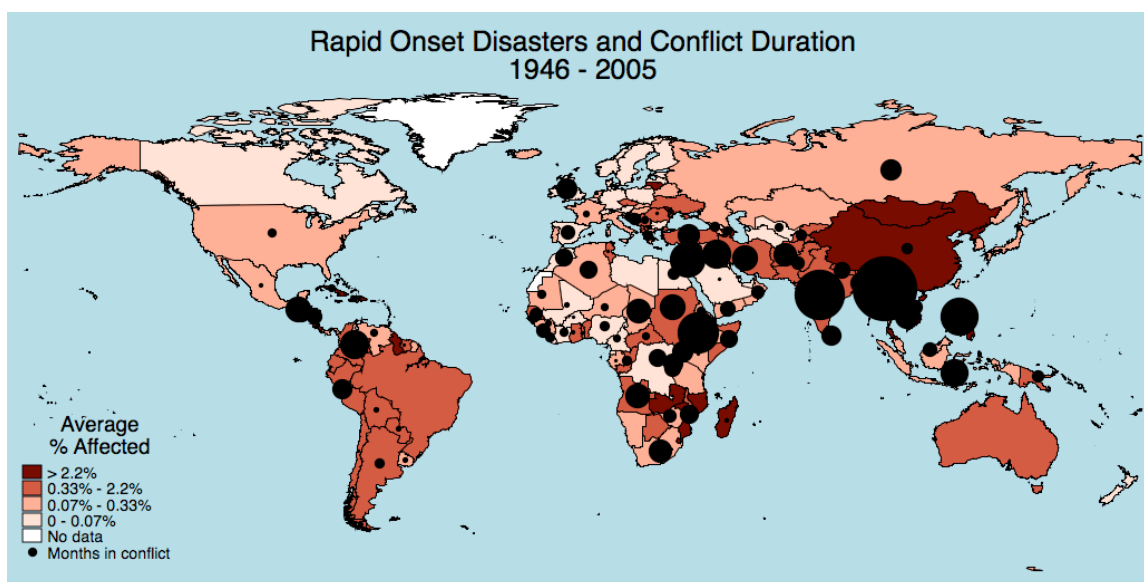 Rapid Onset Disasters and Conflict Duration
1946 - 2005
Average
% Affected
> 2.2%
0.33% - 2.2%
0.07% - 0.33%
0 - 0.07%
No data
Months in conflict